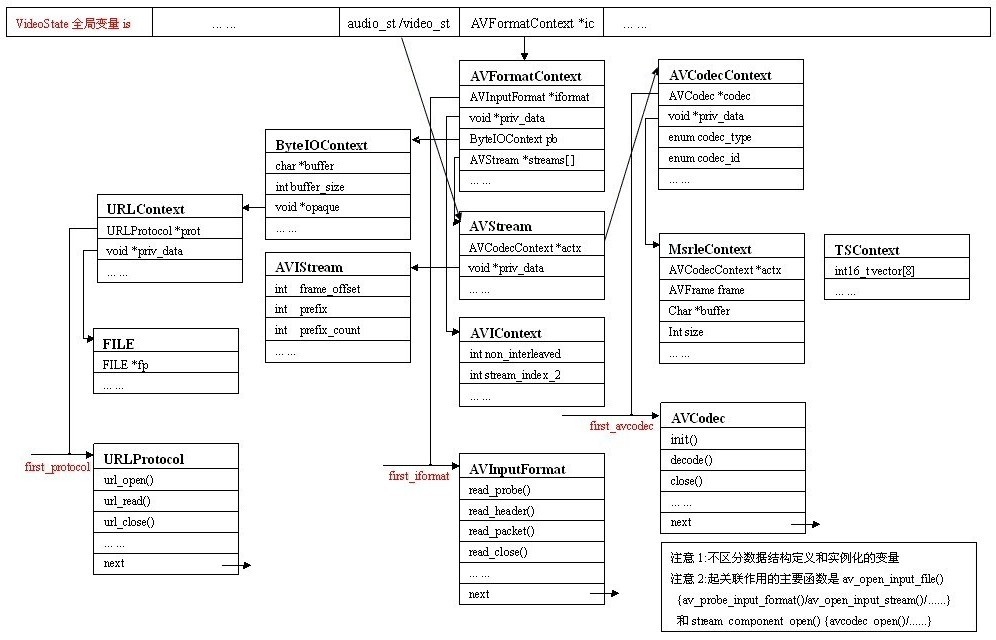 VideoState 全局变量 is
... ...
audio_st /video_st
AVFormatContext *ic
... ...
AVFormatContext
AVInputFormat *iformat
void *priv_data
ByteIOContext pb
AVStream *streams[]
... ...
AVCodecContext
AVCodec *codec
void *priv_data
enum codec_type
enum codec_id
... ...
ByteIOContext
char *buffer
int buffer_size
void *opaque
... ...
URLContext
URLProtocol *prot
void *priv_data
... ...
AVStream
AVCodecContext *actx
void *priv_data
... ...
MsrleContext
AVCodecContext *actx
AVFrame frame
Char *buffer
Int size
... ...
TSContext
int16_t vector[8]
... ...
AVIStream
int frame_offset
int prefix
int prefix_count
... ...
AVIContext
int non_interleaved
int stream_index_2
... ...
FILE
FILE *fp
... ...
first_avcodec
AVCodec
init()
decode()
close()
... ...
next
first_protocol
URLProtocol
url_open()
url_read()
url_close()
... ...
next
first_iformat
AVInputFormat
read_probe()
read_header()
read_packet()
read_close()
... ...
next
注意 1:不区分数据结构定义和实例化的变量
注意 2:起关联作用的主要函数是 av_open_input_file()
{av_probe_input_format()/av_open_input_stream()/......}
和 stream_component_open() {avcodec_open()/......}